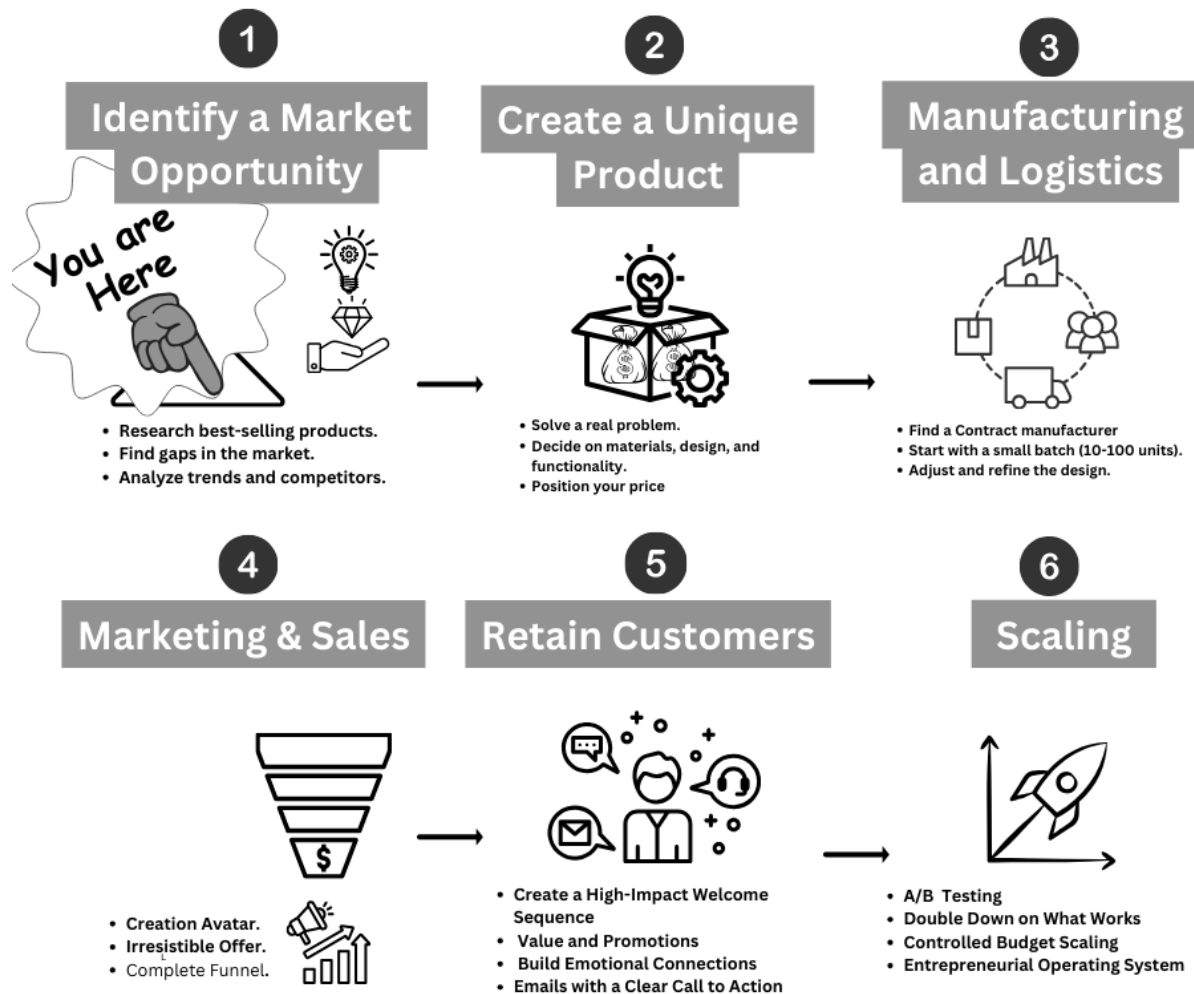 1
Identify a Market
Opportunity
You are
Here
• Research best-selling products.
• Find gaps in the market.
• Analyze trends and competitors.
2
Create a Unique
Product
$ $
• Solve a real problem.
• Decide on materials, design, and
functionality.
• Position your price
3
Manufacturing
and Logistics
• Find a Contract manufacturer
• Start with a small batch (10-100 units).
• Adjust and refine the design.
4
Marketing & Sales
$
• Creation Avatar.
• Irresistible Offer.
• Complete Funnel.
5
Retain Customers
• Create a High-Impact Welcome
Sequence
• Value and Promotions
• Build Emotional Connections
• Emails with a Clear Call to Action
6
Scaling
• A/B Testing
• Double Down on What Works
• Controlled Budget Scaling
• Entrepreneurial Operating System